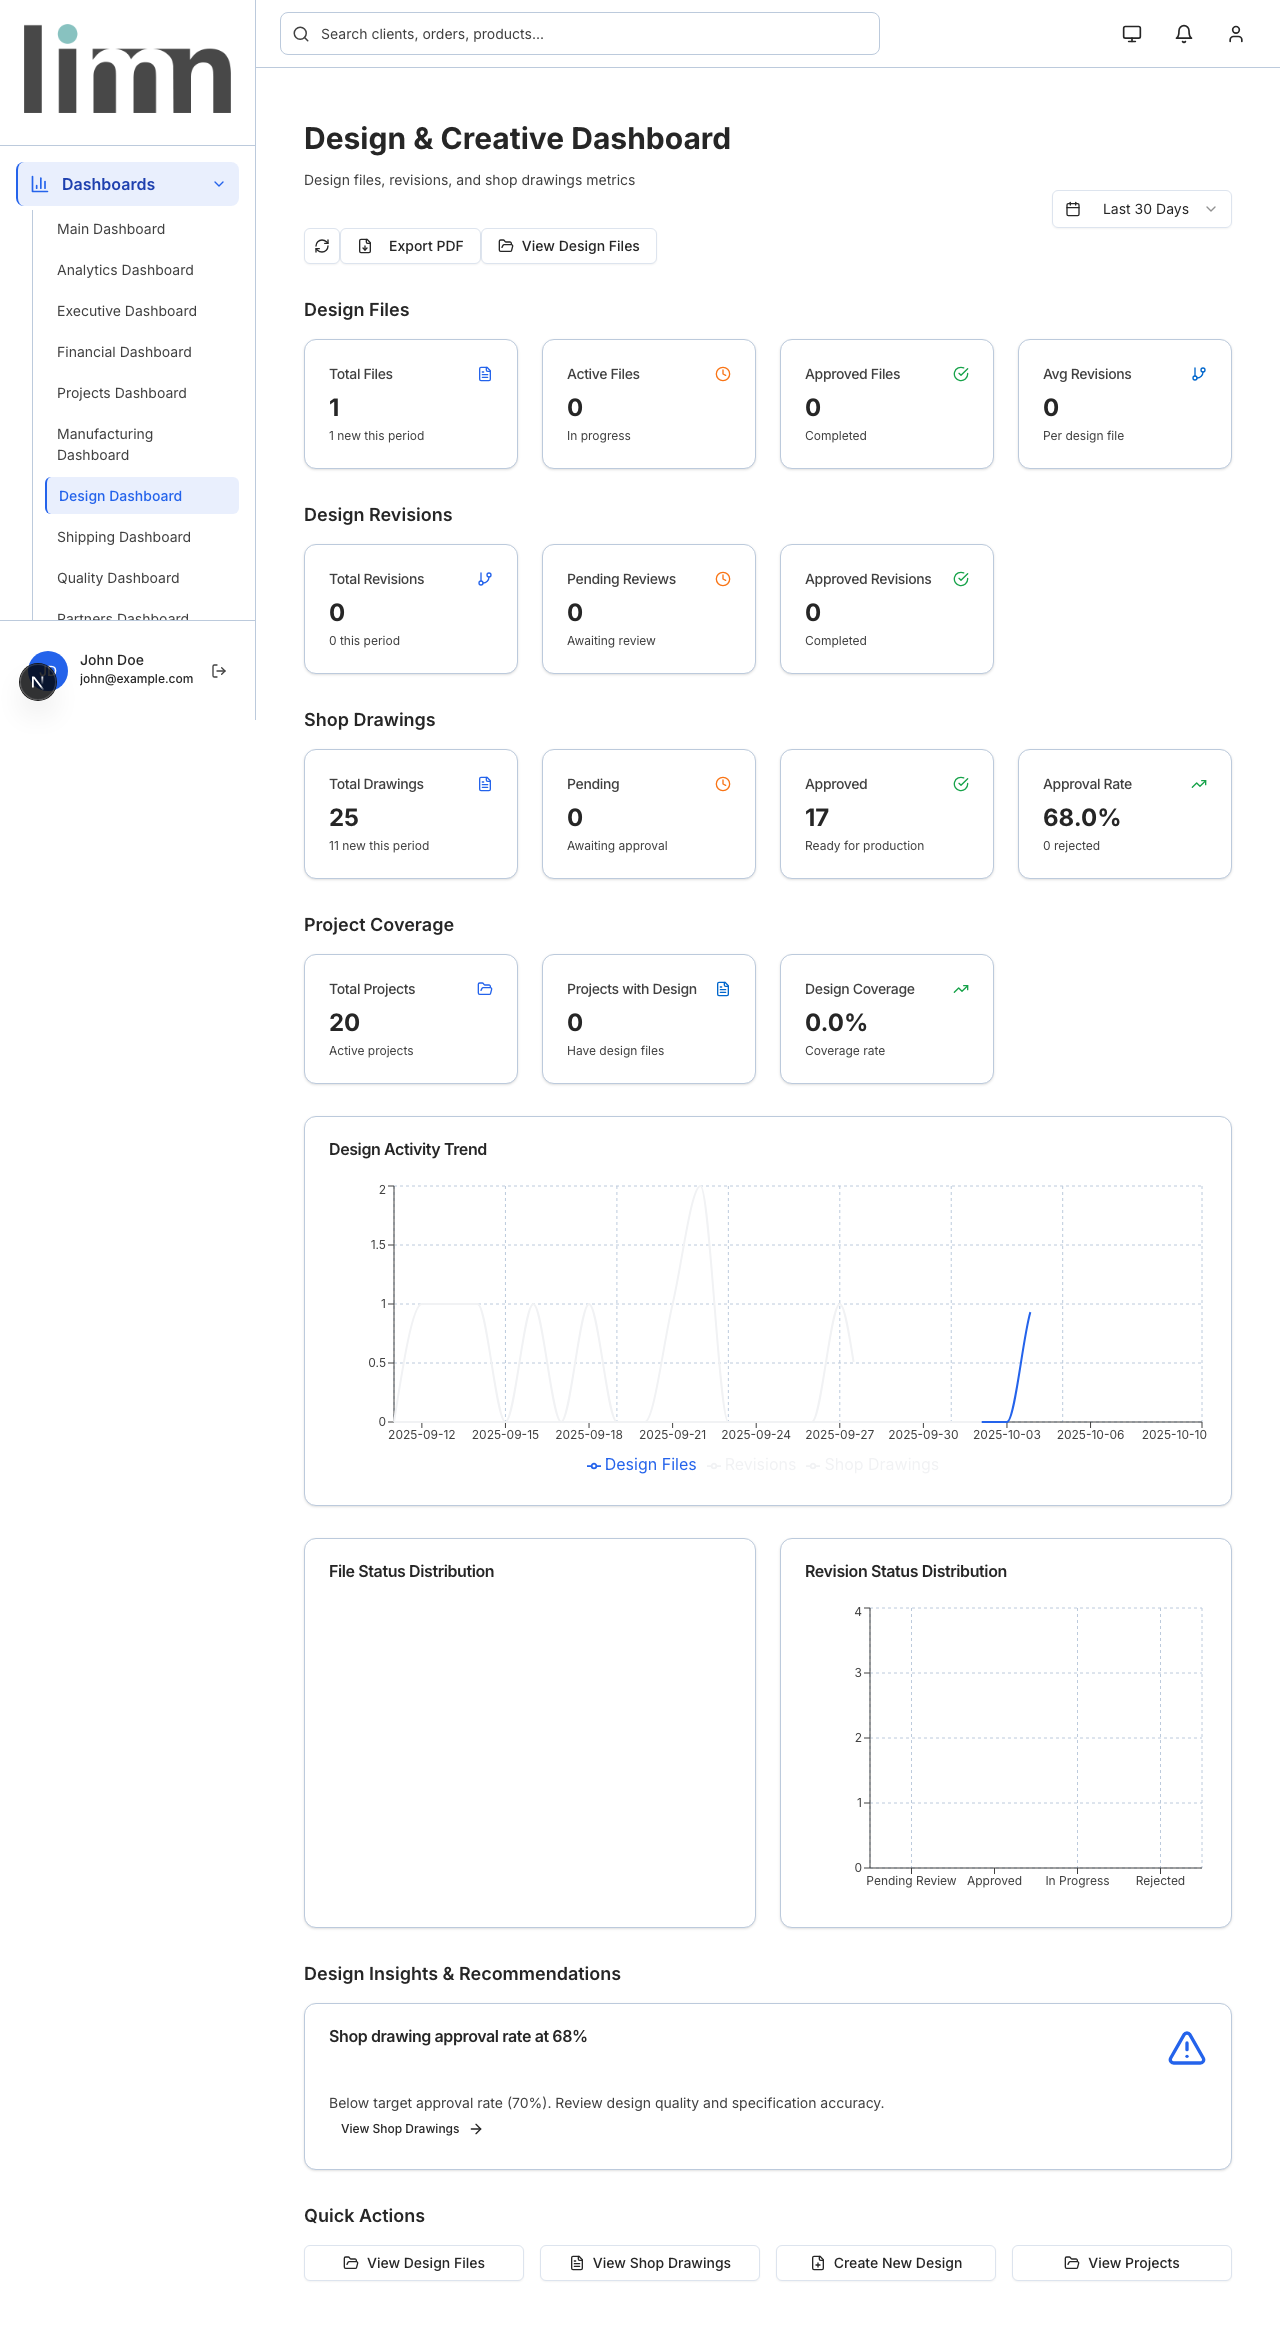 limn
Search clients, orders, products...
Dashboards
Main Dashboard
Analytics Dashboard
Executive Dashboard
Financial Dashboard
Projects Dashboard
Manufacturing
Dashboard
Design Dashboard
Shipping Dashboard
Quality Dashboard
Partners Dashboard
N
John Doe
john@example.com
Design & Creative Dashboard
Design files, revisions, and shop drawings metrics
Last 30 Days
Export PDF
View Design Files
Design Files
Total Files
1
1 new this period
Active Files
0
In progress
Approved Files
0
Completed
Avg Revisions
0
Per design file
Design Revisions
Total Revisions
0
0 this period
Pending Reviews
0
Awaiting review
Approved Revisions
0
Completed
Shop Drawings
Total Drawings
25
11 new this period
Pending
0
Awaiting approval
Approved
17
Ready for production
Approval Rate
68.0%
0 rejected
Project Coverage
Total Projects
20
Active projects
Projects with Design
0
Have design files
Design Coverage
0.0%
Coverage rate
Design Activity Trend
2
1.5
1
0.5
0
2025-09-12 2025-09-15 2025-09-18 2025-09-21 2025-09-24 2025-09-27 2025-09-30 2025-10-03 2025-10-06 2025-10-10
Design Files Revisions Shop Drawings
File Status Distribution
Revision Status Distribution
4
3
2
1
0
Pending Review Approved In Progress Rejected
Design Insights & Recommendations
Shop drawing approval rate at 68%
Below target approval rate (70%). Review design quality and specification accuracy.
View Shop Drawings
Quick Actions
View Design Files
View Shop Drawings
Create New Design
View Projects